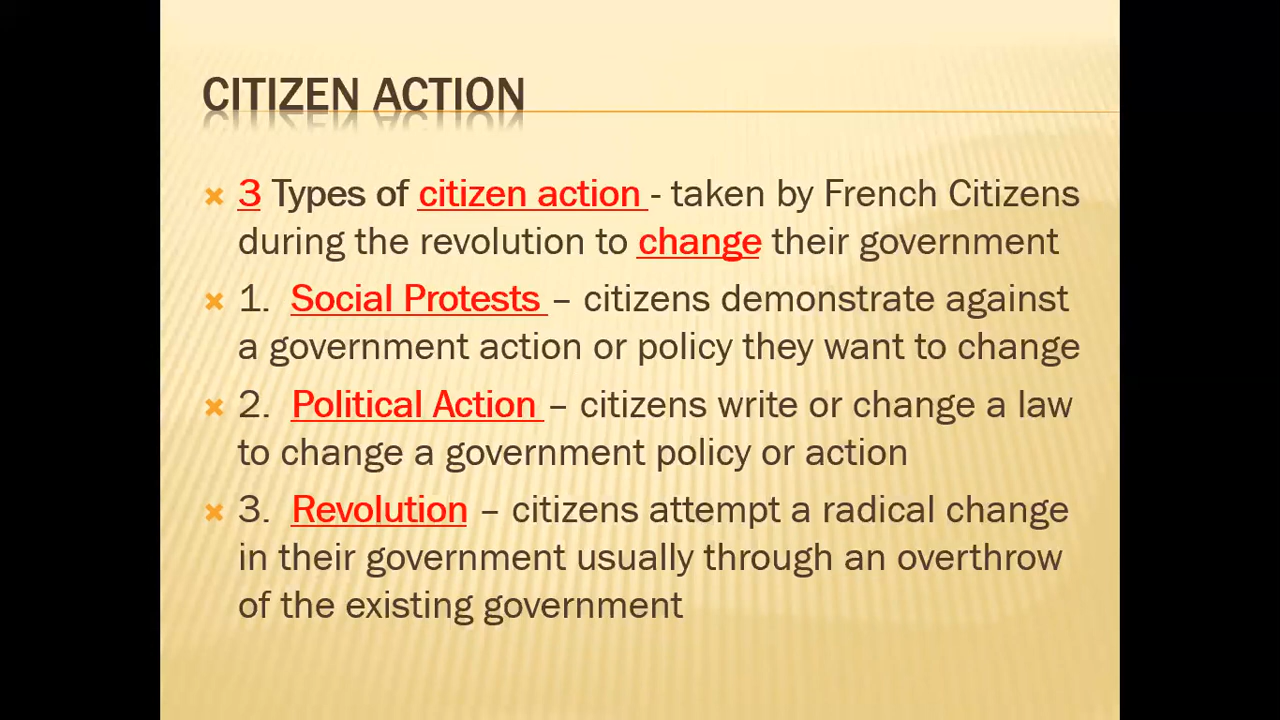 CITIZEN ACTION
3 Types of citizen action - taken by French Citizens
during the revolution to change their government
1. Social Protests – citizens demonstrate against
a government action or policy they want to change
2. Political Action – citizens write or change a law
to change a government policy or action
3. Revolution – citizens attempt a radical change
in their government usually through an overthrow
of the existing government